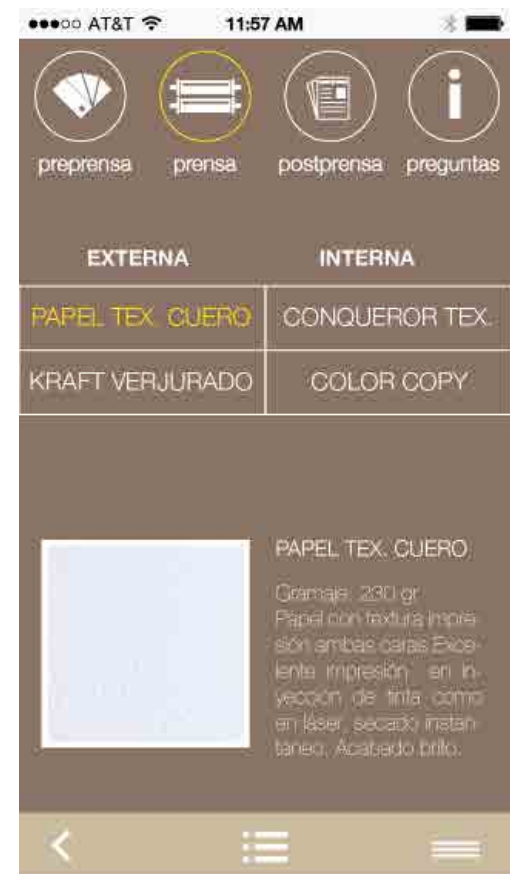 AT&T 11:57 AM
preprensa prensa postprensa preguntas
EXTERNA INTERNA
PAPEL TEX. CUERO CONQUEROR TEX.
KRAFT VERJURADO COLOR COPY
PAPEL TEX. CUERO
Gramaje: 230 gr
Papel con textura impre-
sión ambas carais.Exce-
lente impresión en in-
yección de tinta como
en láser, secado instan-
táneo. Acabado brillo.